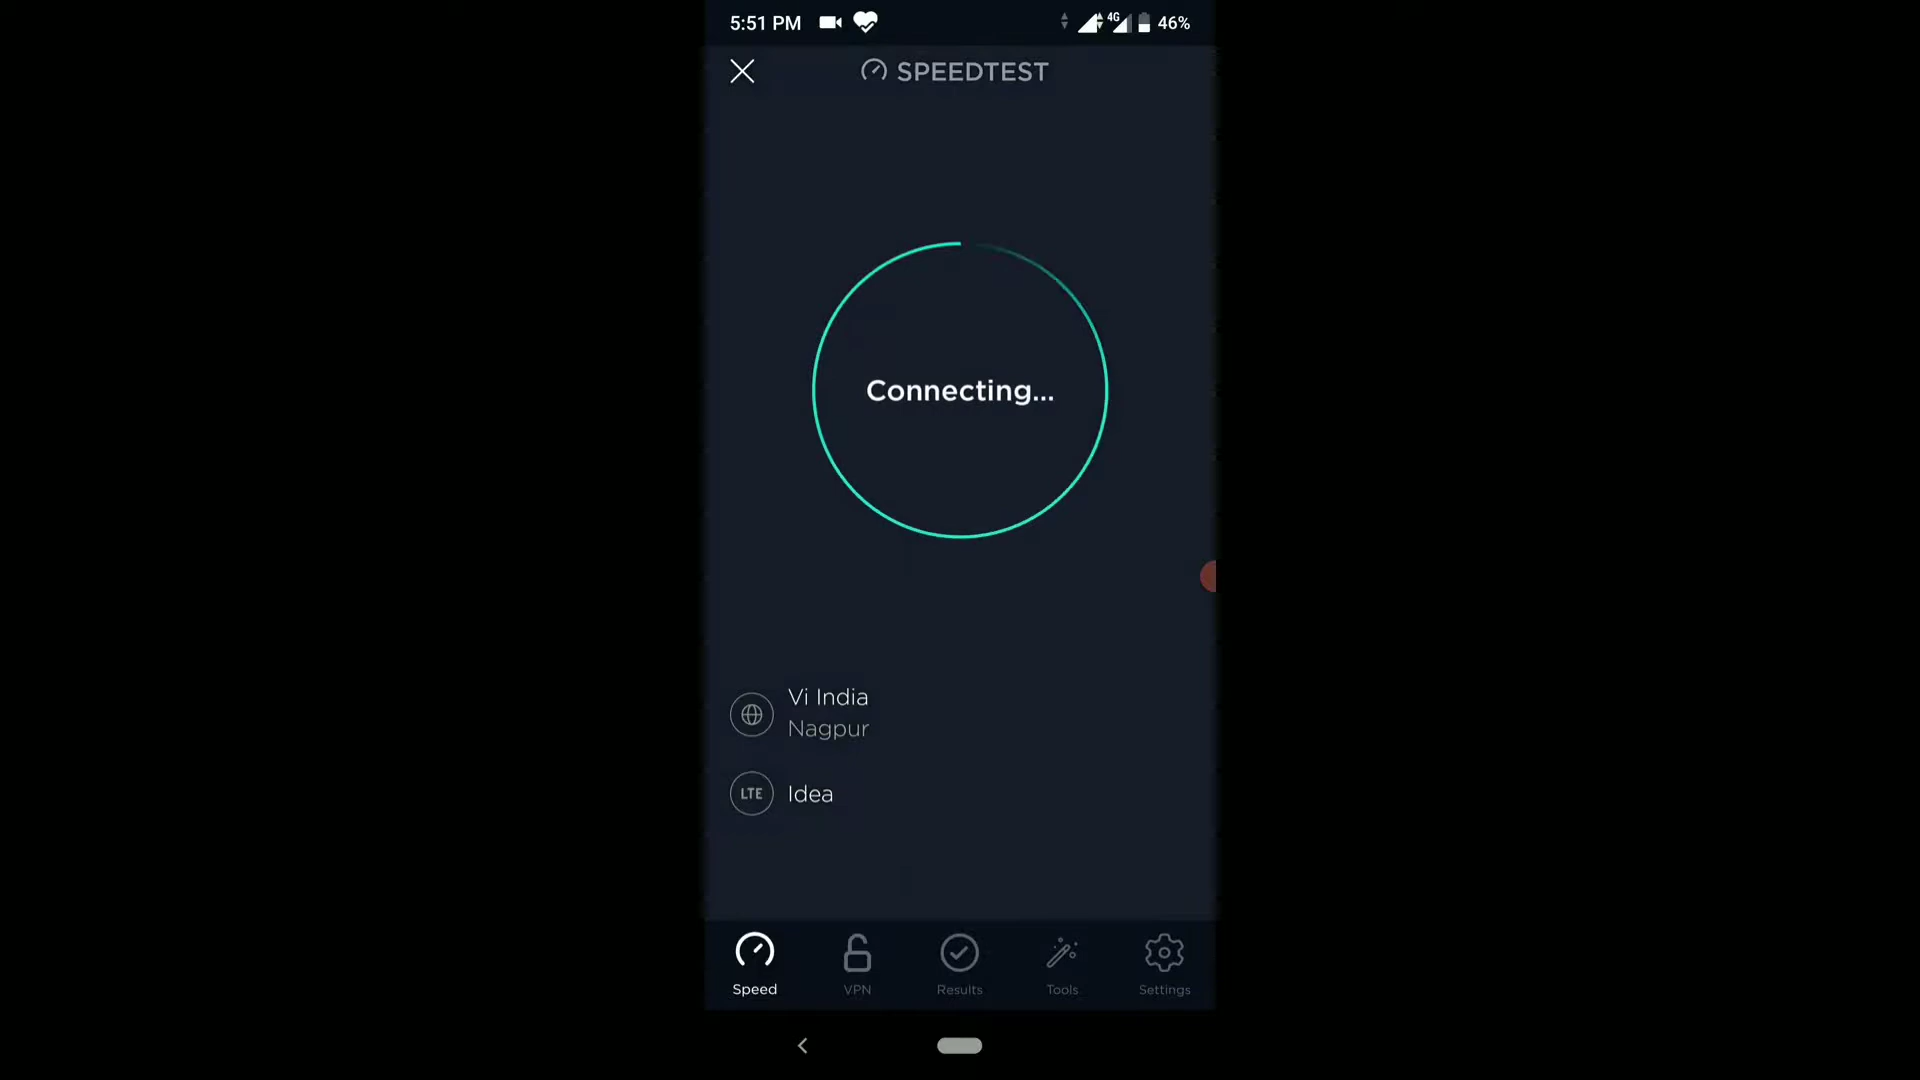 5:51 PM 4G 46%
SPEEDTEST
Connecting...
Vi India
Nagpur
LTE Idea
Speed VPN Results Tools Settings